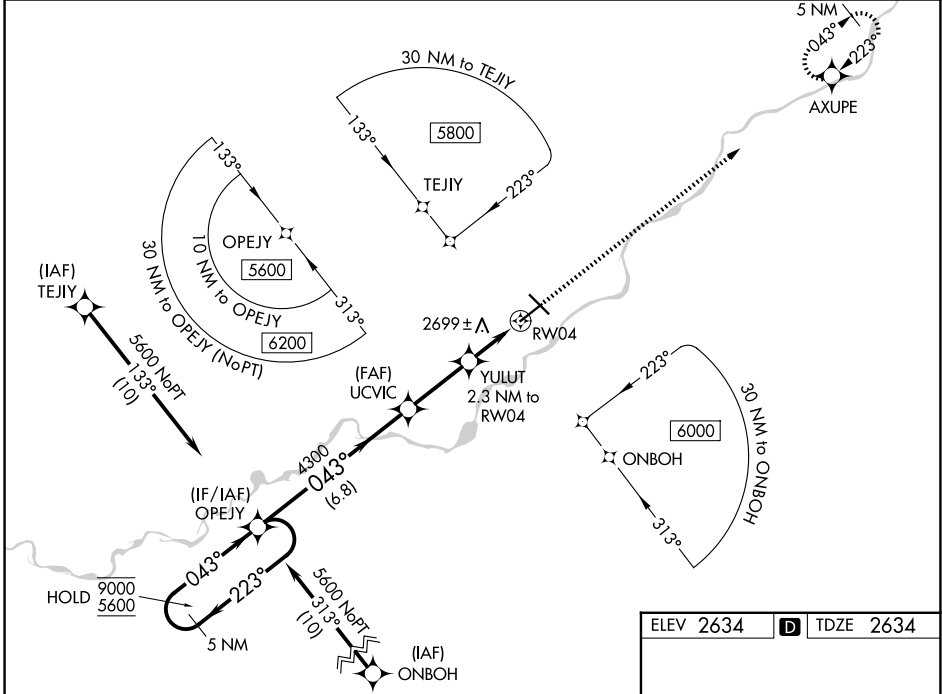 5 NM
043°
223°
AXUPE
30 NM to TEJIY
5800
133°
TEJIY
223°
133°
OPEJY
5600
10 NM to OPEJY
6200
30 NM to OPEJY (NoPT)
313°
(IAF)
TEJIY
5600 NoPT
133°
(10)
2699±
RW04
(FAF)
UCVIC
YULUT
2.3 NM to
RW04
223°
6000
30 NM to ONBOH
ONBOH
313°
4300
043°
(6.8)
(IF/IAF)
OPEJY
043°
223°
HOLD 9000
5600
5 NM
5600 NoPT
313°
(10)
(IAF)
ONBOH
ELEV 2634 D TDZE 2634